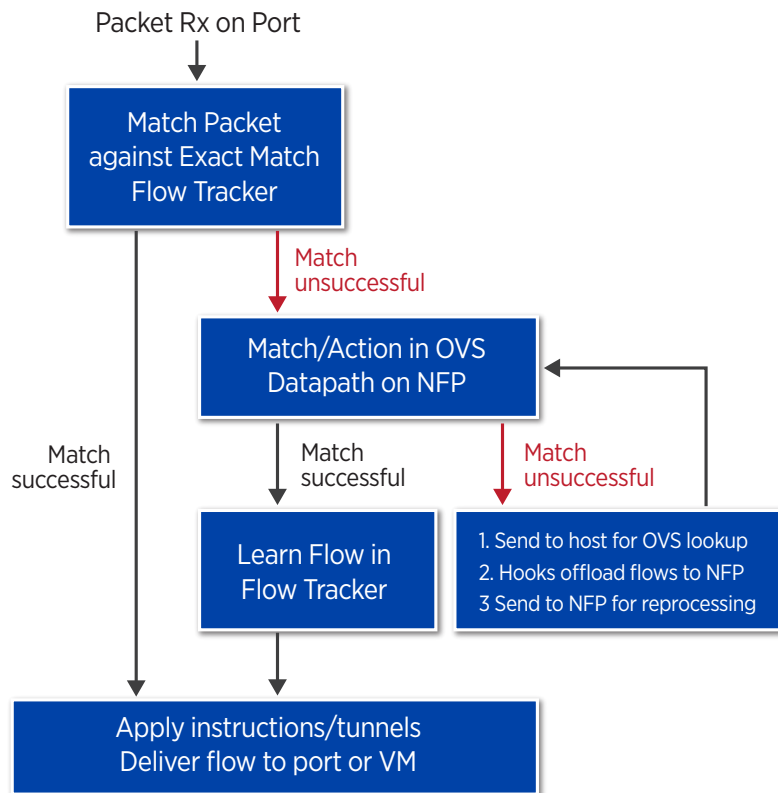 Packet Rx on Port
Match Packet
against Exact Match
Flow Tracker
Match
unsuccessful
Match/Action in OVS
Datapath on NFP
Match
successful
Match
successful
Match
unsuccessful
Learn Flow in
Flow Tracker
1. Send to host for OVS lookup
2. Hooks offload flows to NFP
3 Send to NFP for reprocessing
Apply instructions/tunnels
Deliver flow to port or VM